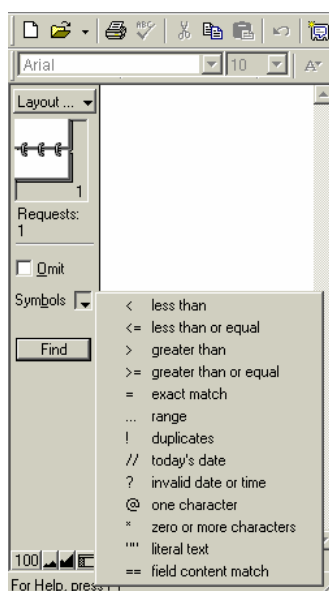 ABC
Arial 10 A
Layout ...
1
Requests:
1
Omit
Symbols
Find
< less than
<= less than or equal
> greater than
>= greater than or equal
= exact match
... range
! duplicates
// today's date
? invalid date or time
@ one character
* zero or more characters
"" literal text
== field content match
100
For Help, press